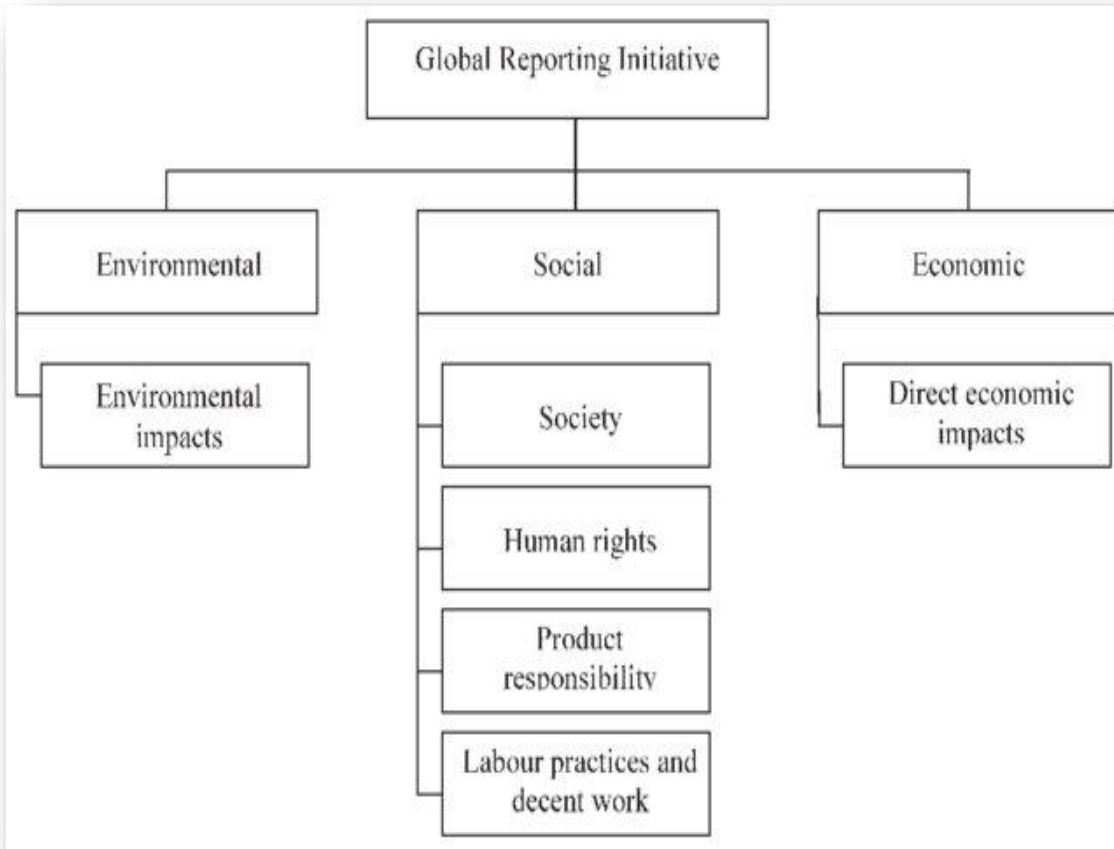 Global Reporting Initiative
Environmental
Social
Economic
Environmental
impacts
Society
Human rights
Product
responsibility
Labour practices and
decent work
Direct economic
impacts